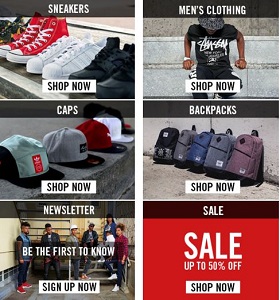 SNEAKERS
SHOP NOW
MEN'S CLOTHING
STUSSY
SHOP NOW
CAPS
SHOP NOW
BACKPACKS
SHOP NOW
NEWSLETTER
BE THE FIRST TO KNOW
SIGN UP NOW
SALE
SALE
UP TO 50% OFF
SHOP NOW